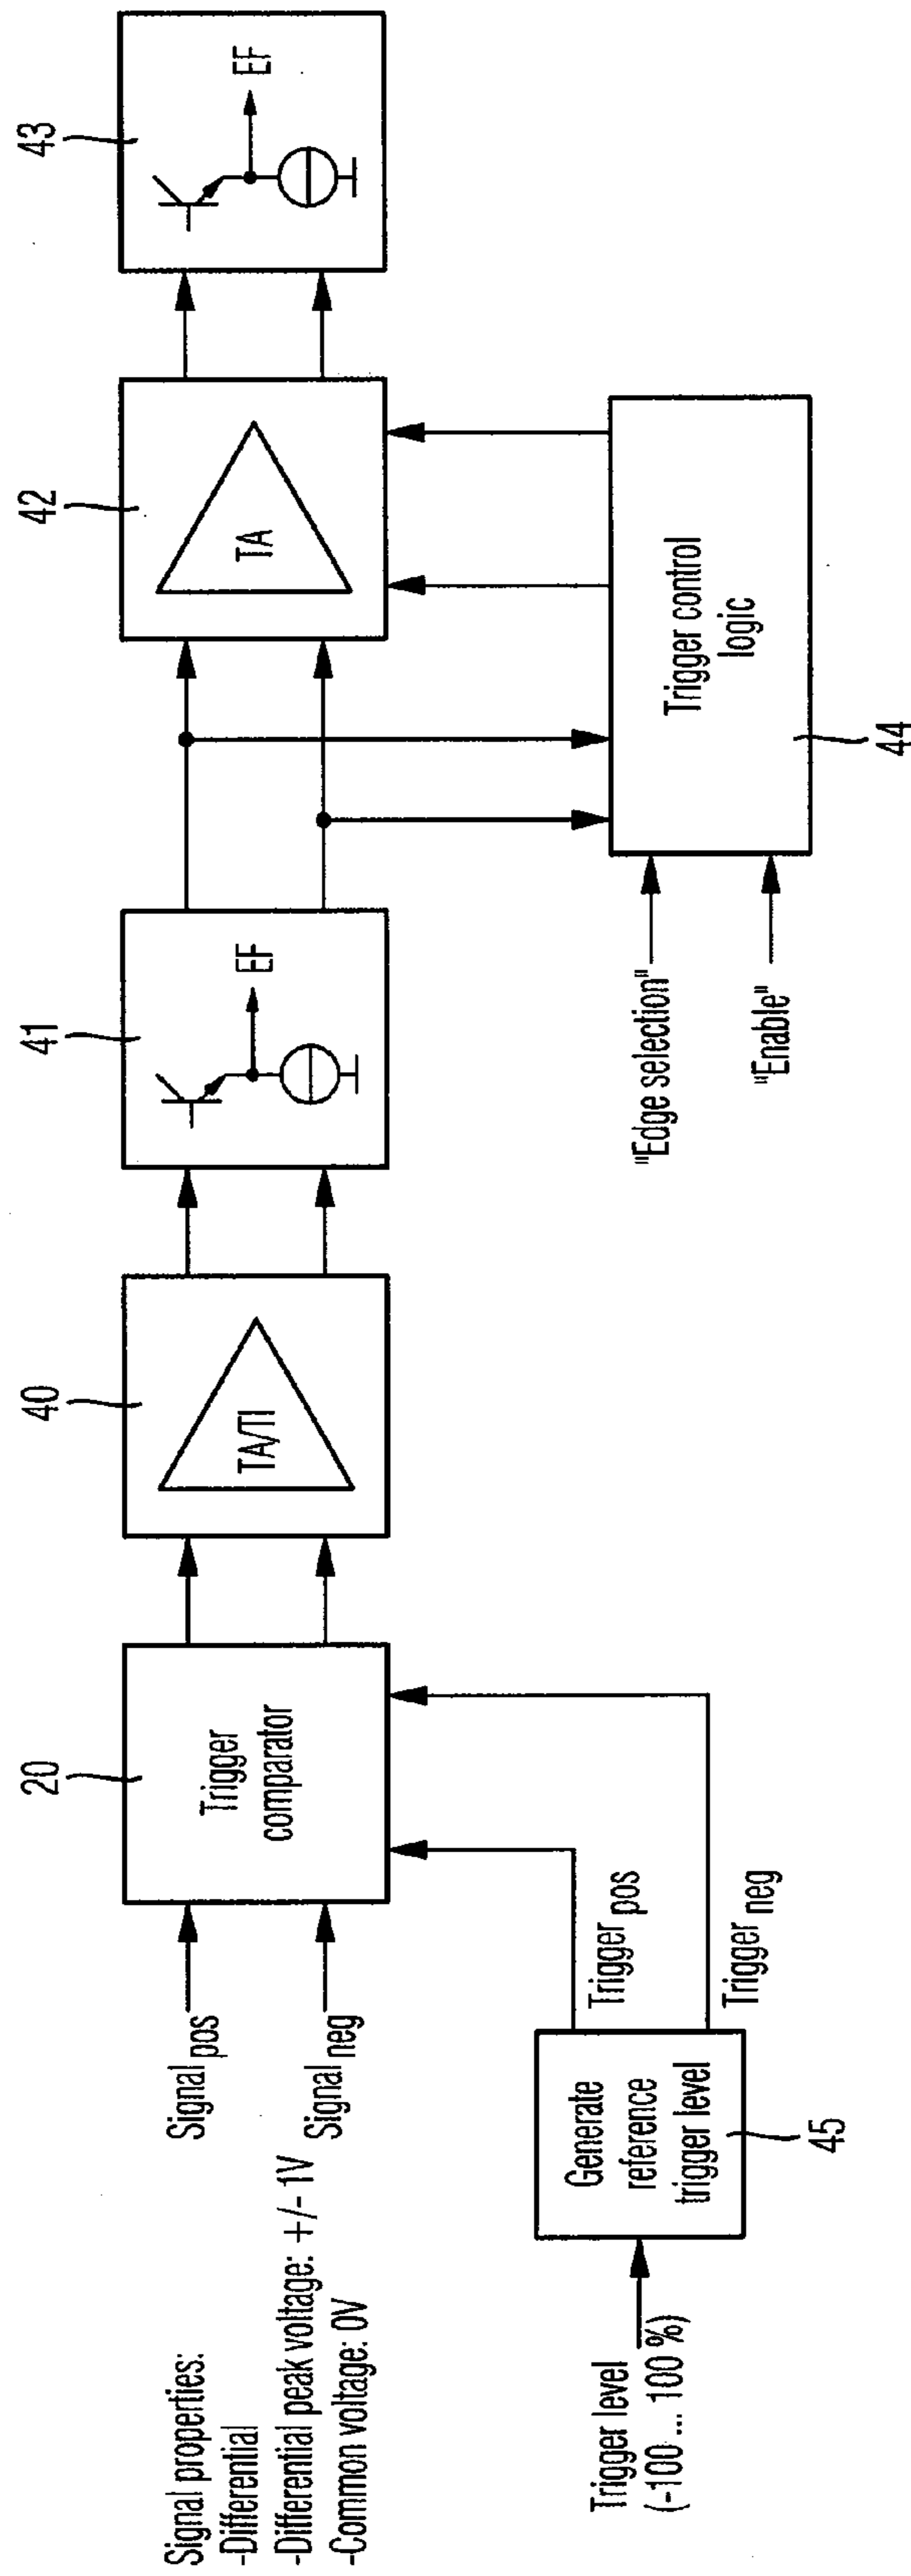 Signal properties:
-Differential
-Differential peak voltage: +/- 1V
-Common voltage: 0V
Signal pos
Signal neg
20
Trigger
comparator
40
TA/TI
41
EF
42
TA
43
EF
Trigger level
(-100 ... 100 %)
Generate
reference
trigger level
45
Trigger pos
Trigger neg
"Edge selection"
"Enable"
Trigger control
logic
44